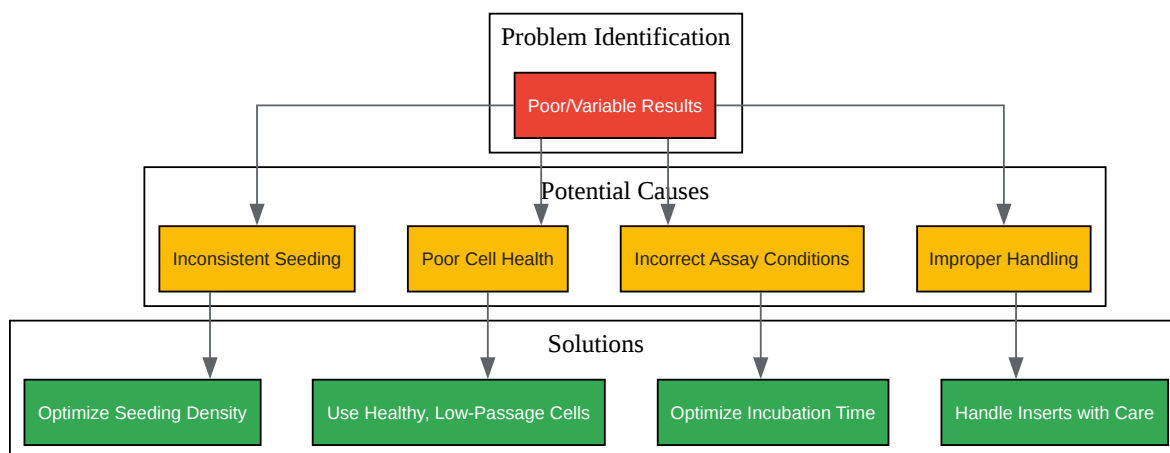 Problem Identification
Poor/Variable Results
Potential Causes
Inconsistent Seeding
Poor Cell Health
Incorrect Assay Conditions
Improper Handling
Solutions
Optimize Seeding Density
Use Healthy, Low-Passage Cells
Optimize Incubation Time
Handle Inserts with Care